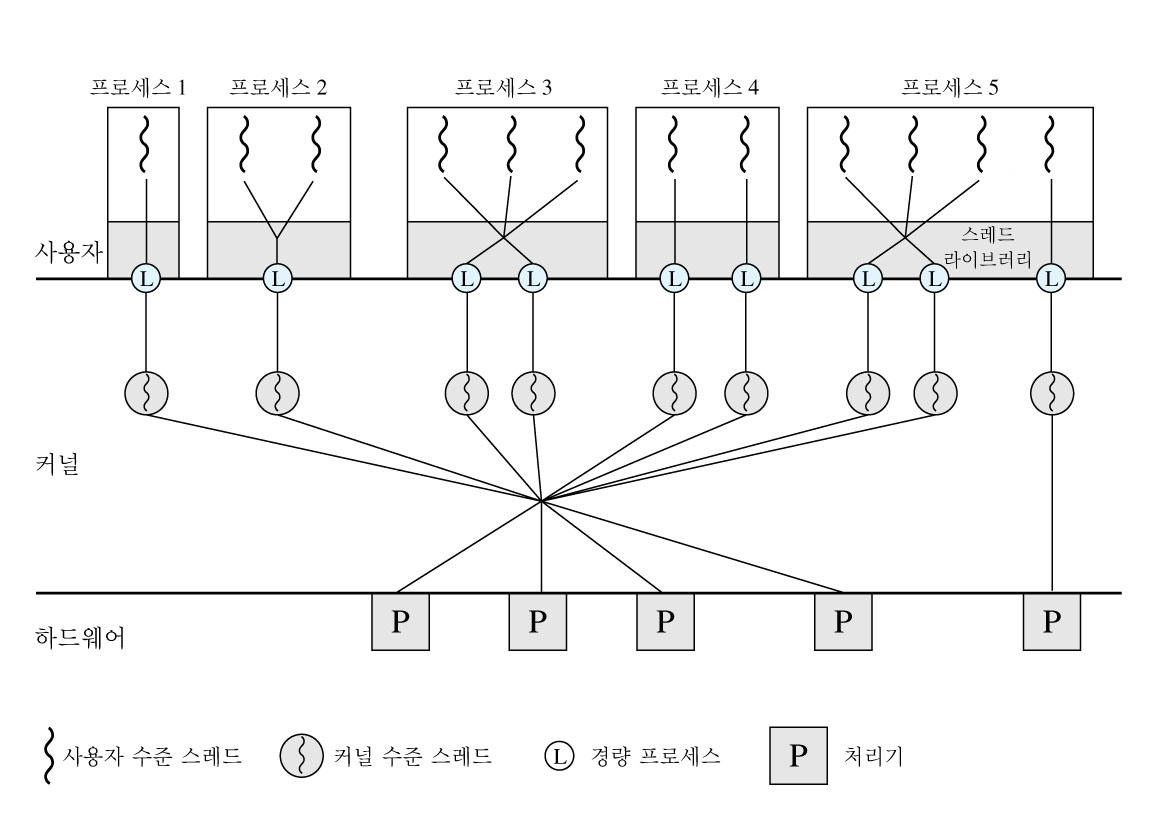 프로세스 1 프로세스 2 프로세스 3 프로세스 4 프로세스 5
사용자
스레드
라이브러리
L L L L L L L L L
커널
하드웨어
P P P P P
사용자 수준 스레드 커널 수준 스레드 L 경량 프로세스 P 처리기